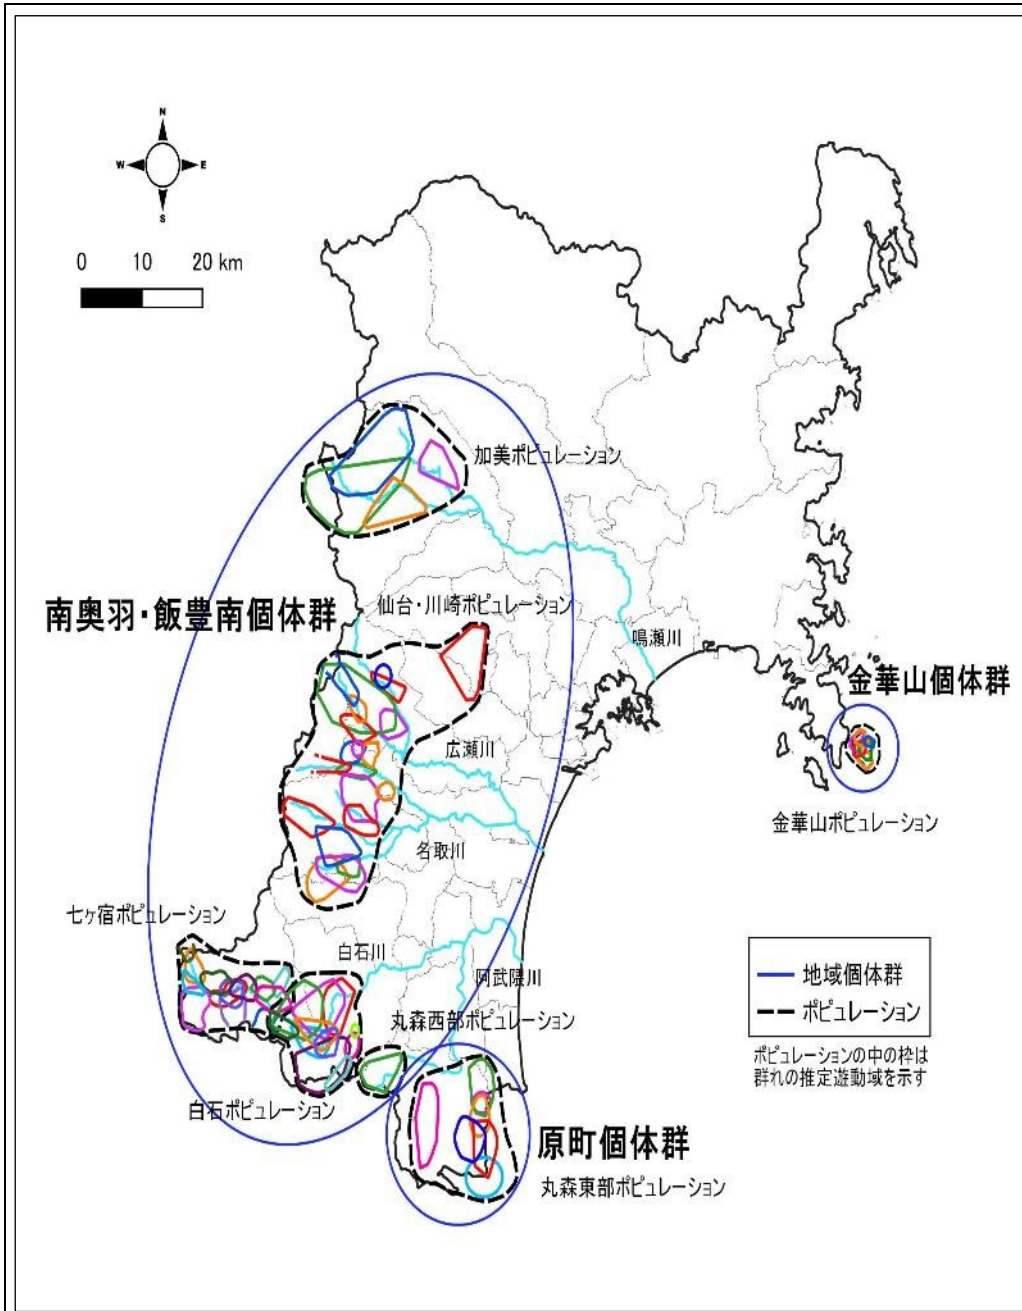 N
W
E
S
0 10 20 km
加美ポピュレーション
仙台・川崎ポピュレーション
南奥羽・飯豊南個体群
鳴瀬川
金華山個体群
広瀬川
金華山ポピュレーション
名取川
七ヶ宿ポピュレーション
白石川
阿武隈川
地域個体群
ポピュレーション
丸森西部ポピュレーション
ポピュレーションの中の枠は
群れの推定遊動域を示す
白石ポピュレーション
原町個体群
丸森東部ポピュレーション